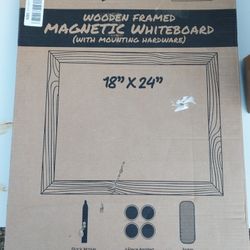 WOODEN FRAMED
MAGNETIC WHITEBOARD
(WITH MOUNTING HARDWARE)
18" X 24"